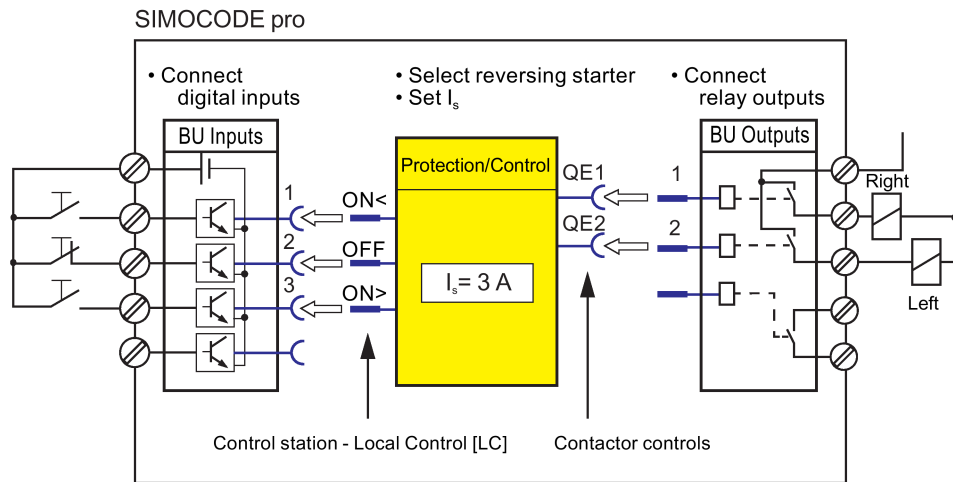 SIMOCODE pro
• Connect
digital inputs
• Select reversing starter
• Set Is
• Connect
relay outputs
BU Inputs
Protection/Control
BU Outputs
1
ON<
QE1
1
Right
2
OFF
QE2
2
3
ON>
Is= 3 A
Left
Control station - Local Control [LC]
Contactor controls